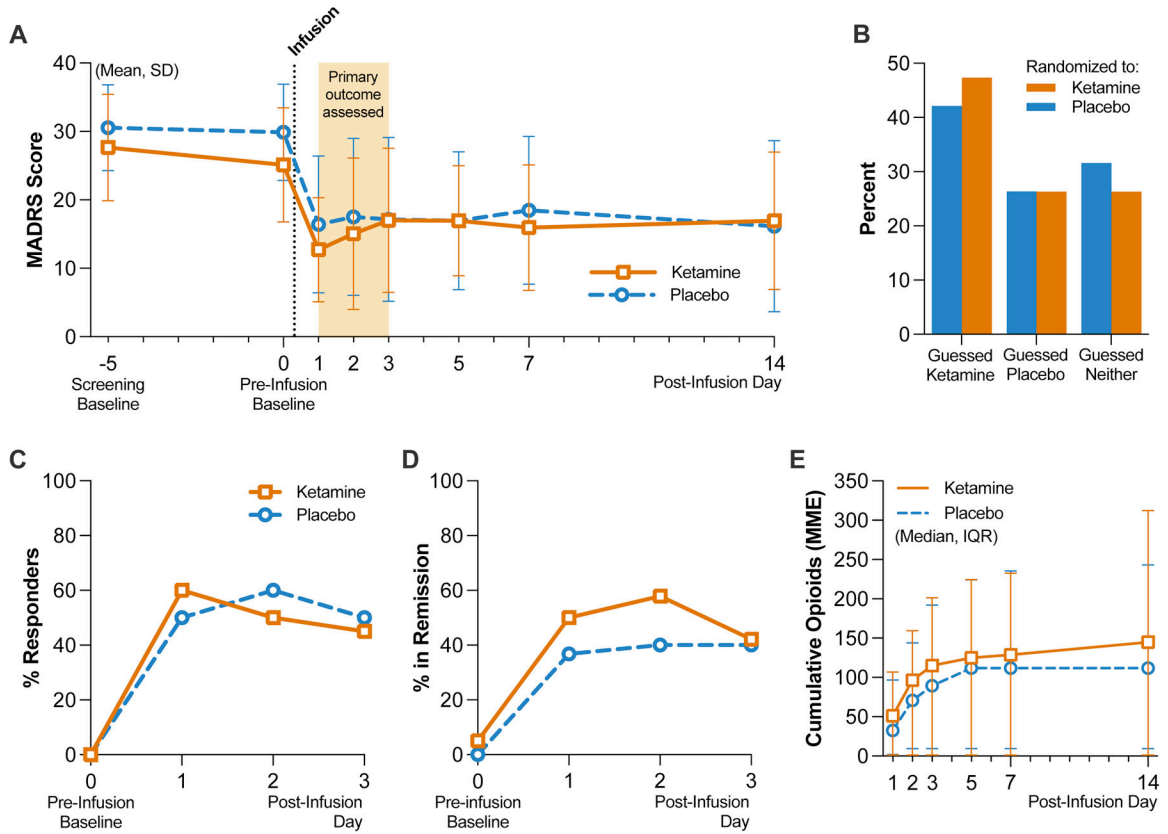 A
Infusion
(Mean, SD)
Primary
outcome
assessed
MADRS Score
40
30
20
10
0
Ketamine
Placebo
-5
0
1
2
3
5
7
14
Screening
Baseline
Pre-Infusion
Baseline
Post-Infusion Day
B
Randomized to:
Ketamine
Placebo
Percent
50
40
30
20
10
0
Guessed
Ketamine
Guessed
Placebo
Guessed
Neither
C
Ketamine
Placebo
% Responders
100
80
60
40
20
0
0
1
2
3
Pre-Infusion
Baseline
Post-Infusion
Day
D
% in Remission
100
80
60
40
20
0
0
1
2
3
Pre-infusion
Baseline
Post-Infusion
Day
E
Ketamine
Placebo
(Median, IQR)
Cumulative Opioids (MME)
350
300
250
200
150
100
50
0
1
2
3
5
7
14
Post-Infusion Day